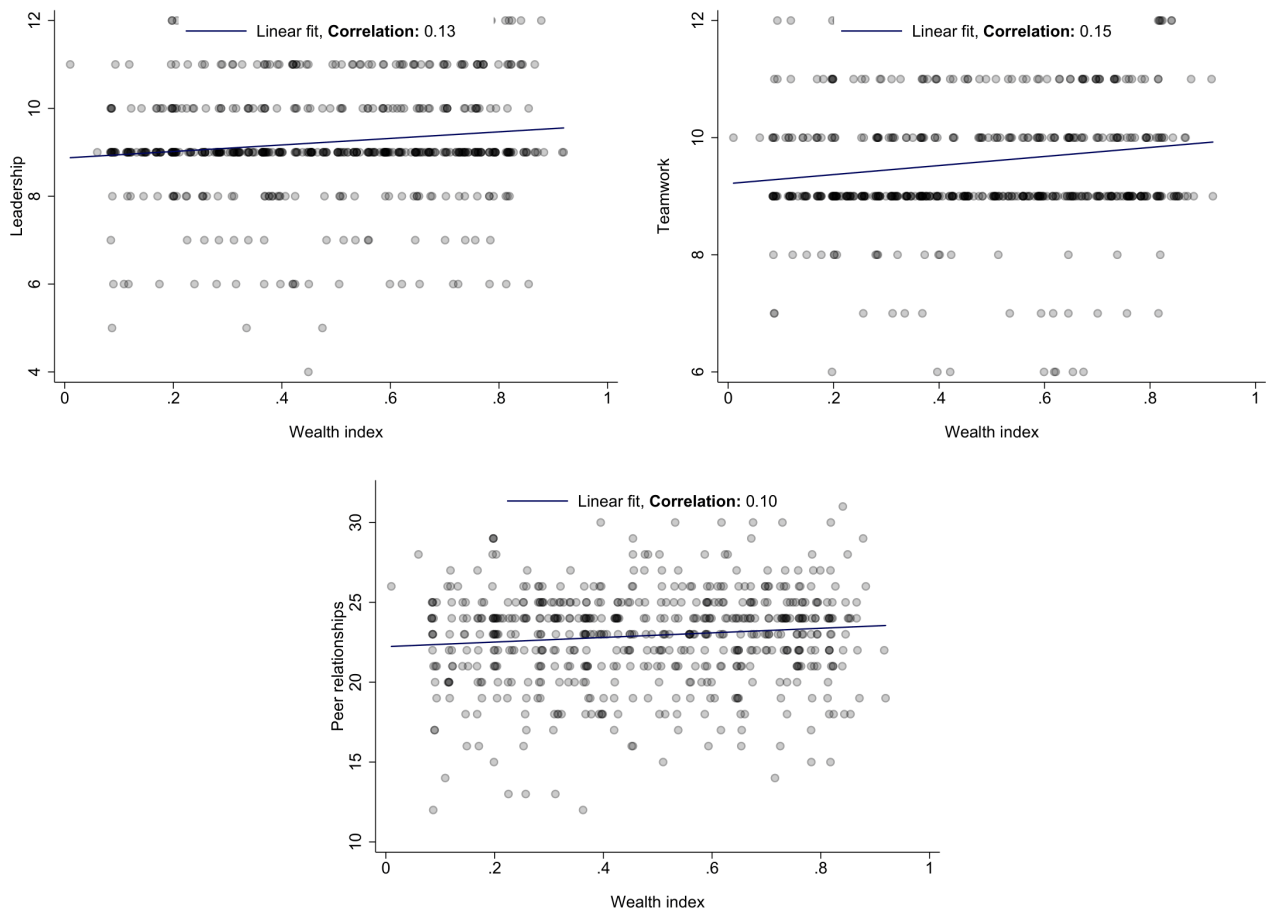 Linear fit, Correlation: 0.13
Leadership
12
10
8
6
4
0 .2 .4 .6 .8 1
Wealth index
Linear fit, Correlation: 0.15
Teamwork
12
10
8
6
0 .2 .4 .6 .8 1
Wealth index
Linear fit, Correlation: 0.10
Peer relationships
30
25
20
15
10
0 .2 .4 .6 .8 1
Wealth index